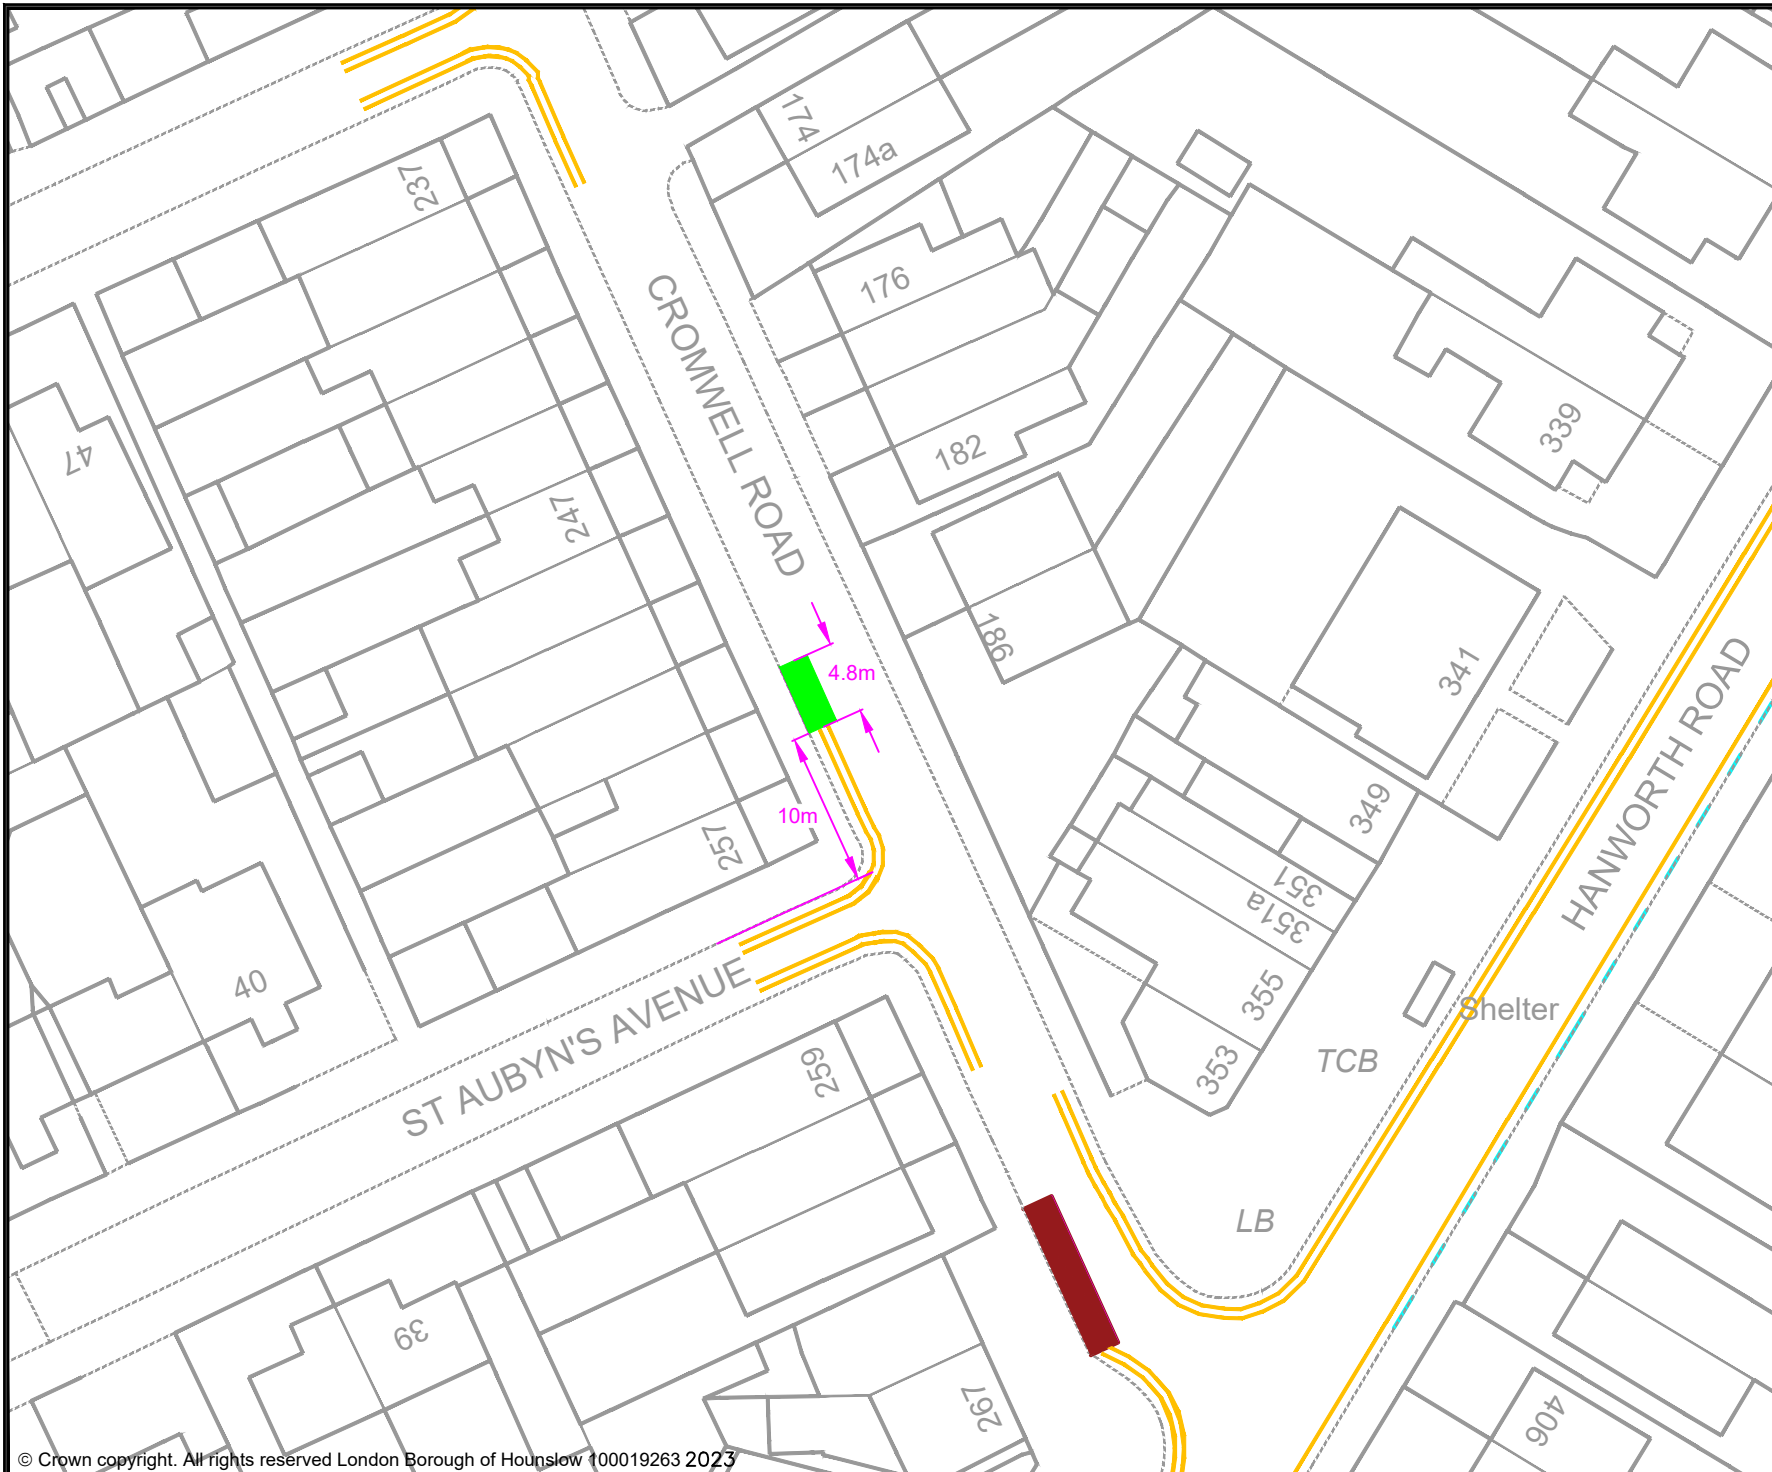 174
174a
237
176
CROMWELL ROAD
182
47
247
339
186
4.8m
341
HANWORTH ROAD
10m
349
257
351
351a
355
40
Shelter
ST AUBYN'S AVENUE
TCB
353
259
LB
39
267
406
© Crown copyright. All rights reserved London Borough of Hounslow 100019263 2023